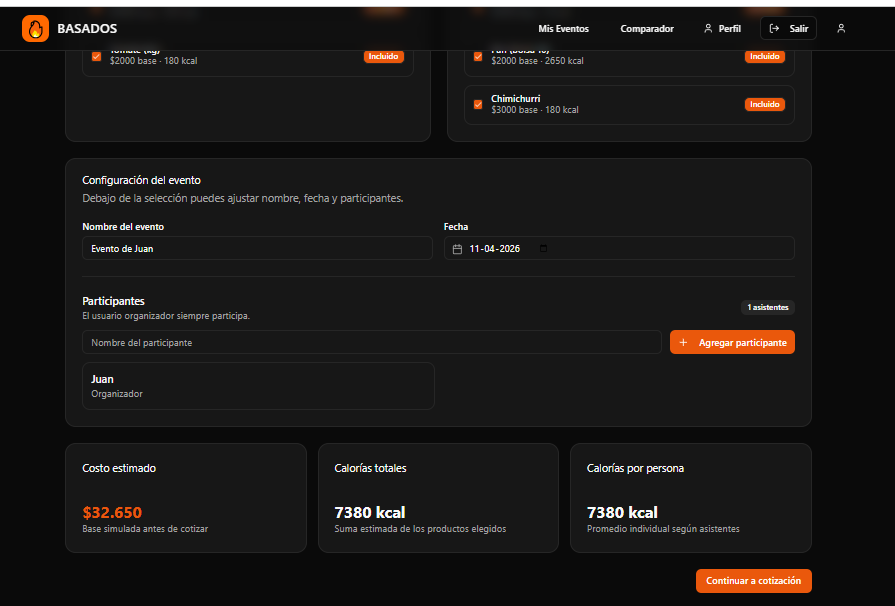 BASADOS
Mis Eventos
Comparador
Perfil
Salir
$2000 base · 180 kcal
Incluido
$2000 base · 2650 kcal
Incluido
Chimichurri
$3000 base · 180 kcal
Incluido
Configuración del evento
Debajo de la selección puedes ajustar nombre, fecha y participantes.
Nombre del evento
Evento de Juan
Fecha
11-04-2026
Participantes
El usuario organizador siempre participa.
1 asistentes
Nombre del participante
+ Agregar participante
Juan
Organizador
Costo estimado
$32.650
Base simulada antes de cotizar
Calorías totales
7380 kcal
Suma estimada de los productos elegidos
Calorías por persona
7380 kcal
Promedio individual según asistentes
Continuar a cotización